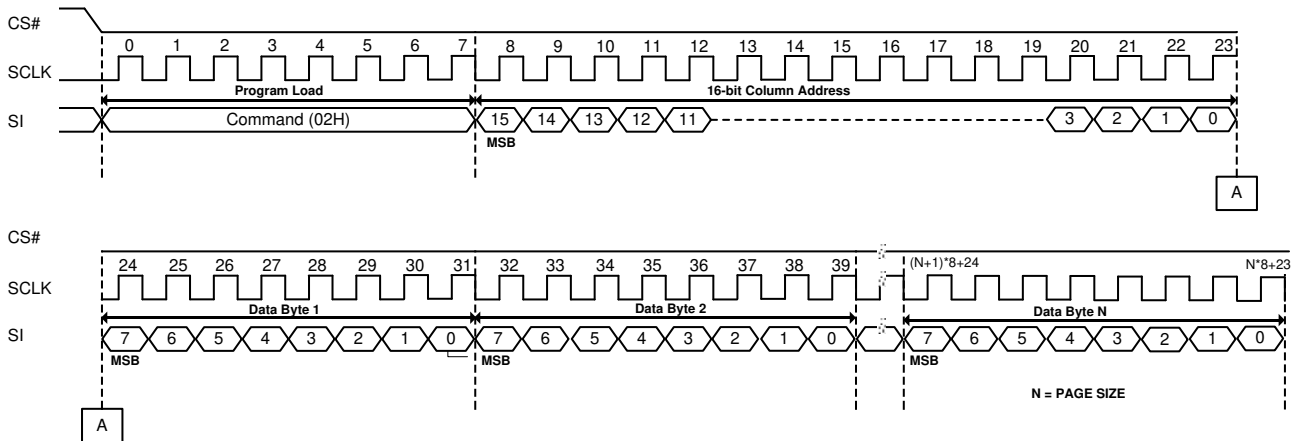 CS#
0 1 2 3 4 5 6 7 8 9 10 11 12 13 14 15 16 17 18 19 20 21 22 23
SCLK
Program Load 16-bit Column Address
SI Command (02H) 15 14 13 12 11 3 2 1 0
MSB
A
CS#
24 25 26 27 28 29 30 31 32 33 34 35 36 37 38 39 (N+1)*8+24 N*8+23
SCLK
Data Byte 1 Data Byte 2 Data Byte N
SI 7 6 5 4 3 2 1 0 7 6 5 4 3 2 1 0 7 6 5 4 3 2 1 0
MSB MSB MSB
N = PAGE SIZE
A